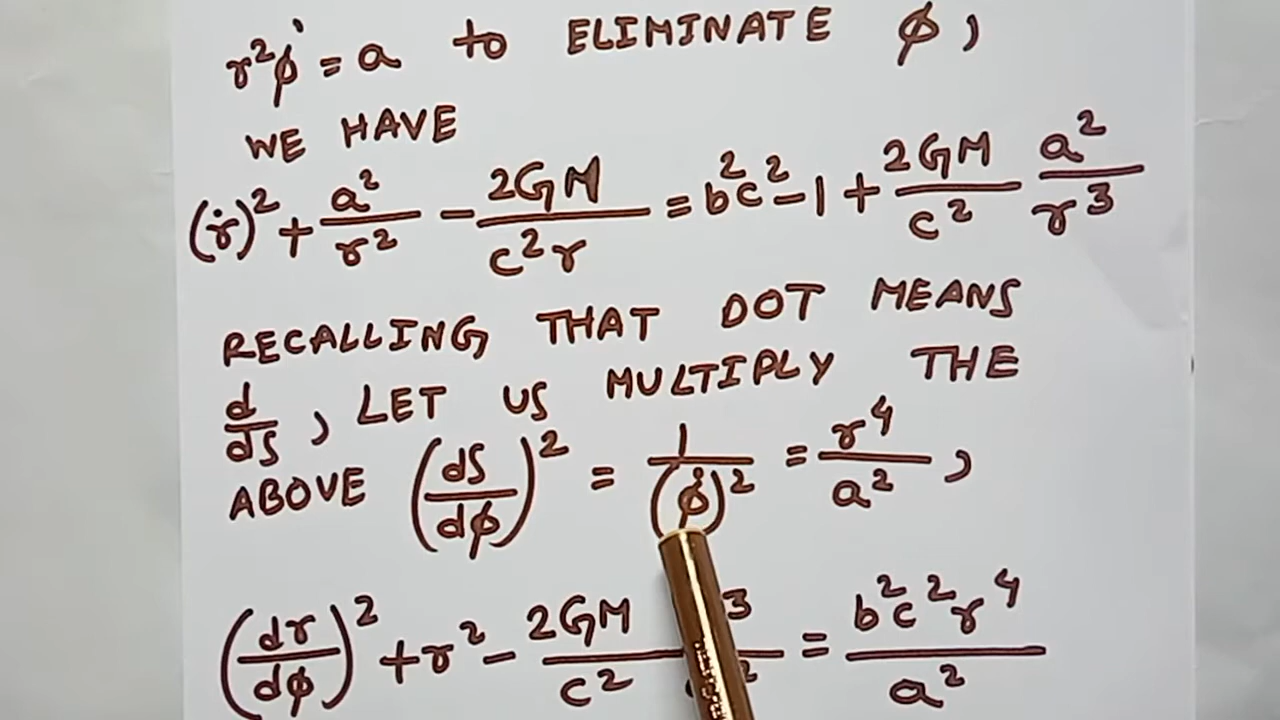 r²φ̇ = a to ELIMINATE φ,
WE HAVE
(ṙ)² + a²/r² - 2GM/c²r = b²c² - 1 + 2GM/c² a²/r³
RECALLING THAT DOT MEANS
d/dS, LET US MULTIPLY THE
ABOVE (dS/dφ)² = 1/(φ̇)² = r⁴/a²,
(dr/dφ)² + r² - 2GM/c² ³/² = b²c²r⁴/a²